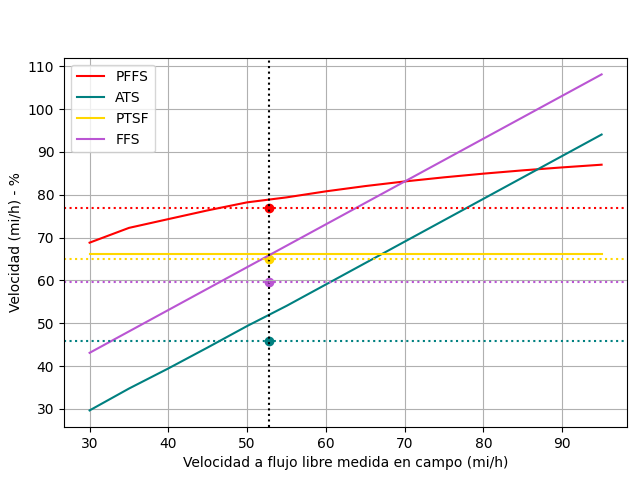 PFFS
ATS
PTSF
FFS
110
100
90
80
70
60
50
40
30
Velocidad (mi/h) - %
30 40 50 60 70 80 90
Velocidad a flujo libre medida en campo (mi/h)